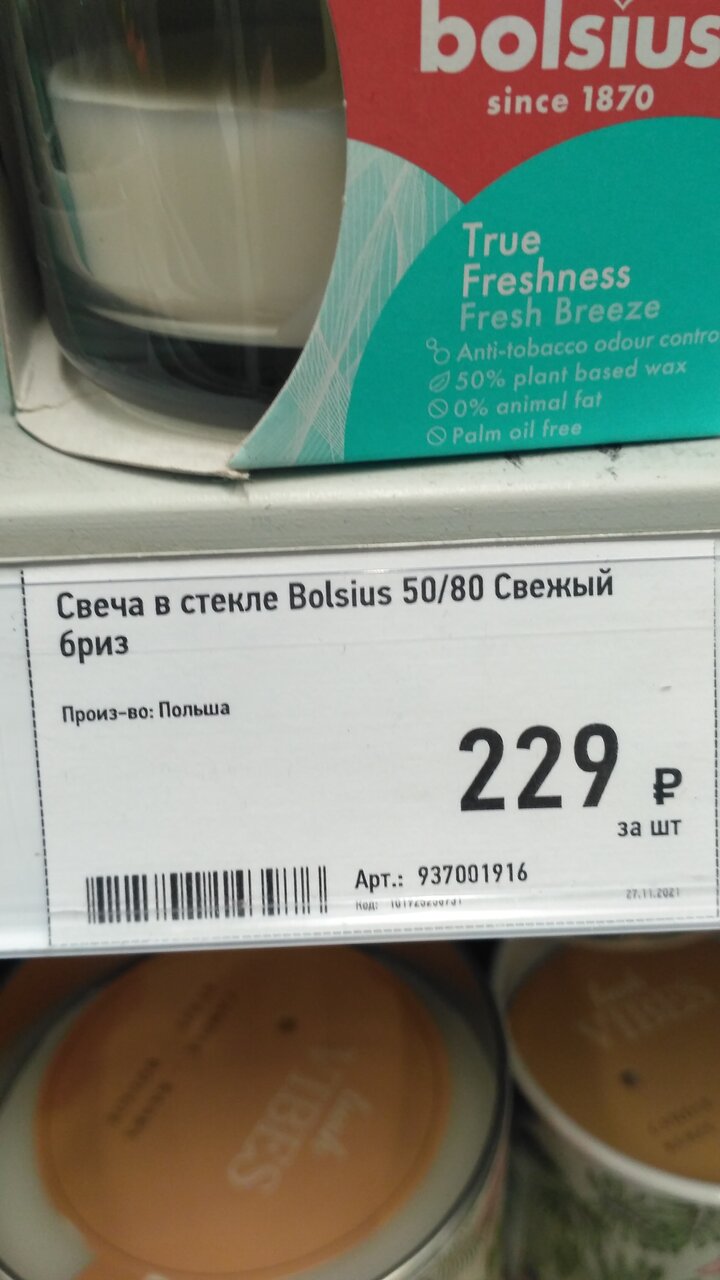 bolsius
since 1870
True
Freshness
Fresh Breeze
Anti-tobacco odour contro
50% plant based wax
0% animal fat
Palm oil free
Свеча в стекле Bolsius 50/80 Свежый
бриз
Произ-во: Польша
229 ₽
за шт
Арт.: 937001916
Код:
27.11.2021
VIBES